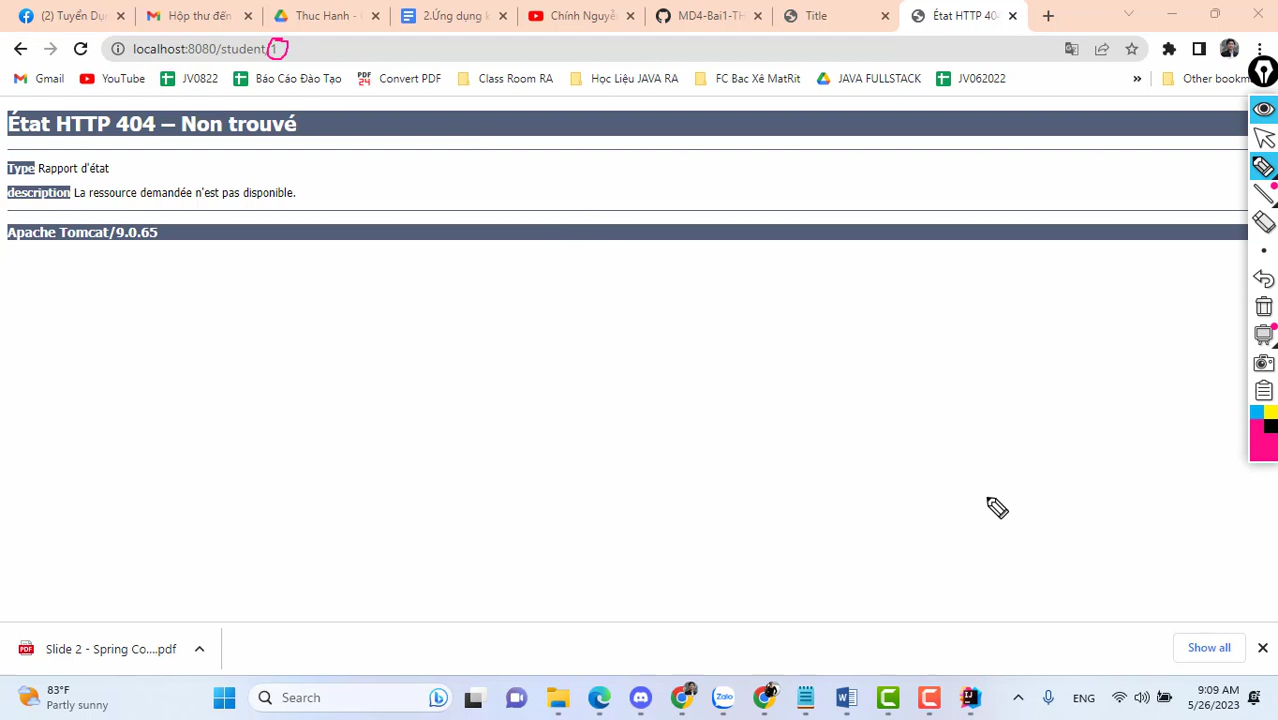 (2) Tuyển Dụ
Hộp thư đến
Thuc Hanh -
2.Ứng dụng k
Chính Nguyễ
MD4-Bai1-TH
Title
État HTTP 404
localhost:8080/student/1
Gmail
YouTube
JV0822
Báo Cáo Đào Tạo
Convert PDF
Class Room RA
Học Liệu JAVA RA
FC Bac Xê MatRit
JAVA FULLSTACK
JV062022
»
Other bookm
État HTTP 404 – Non trouvé
Type Rapport d'état
description La ressource demandée n'est pas disponible.
Apache Tomcat/9.0.65
Slide 2 - Spring Co....pdf
Show all
83°F
Partly sunny
Search
Zalo
ENG
9:09 AM
5/26/2023